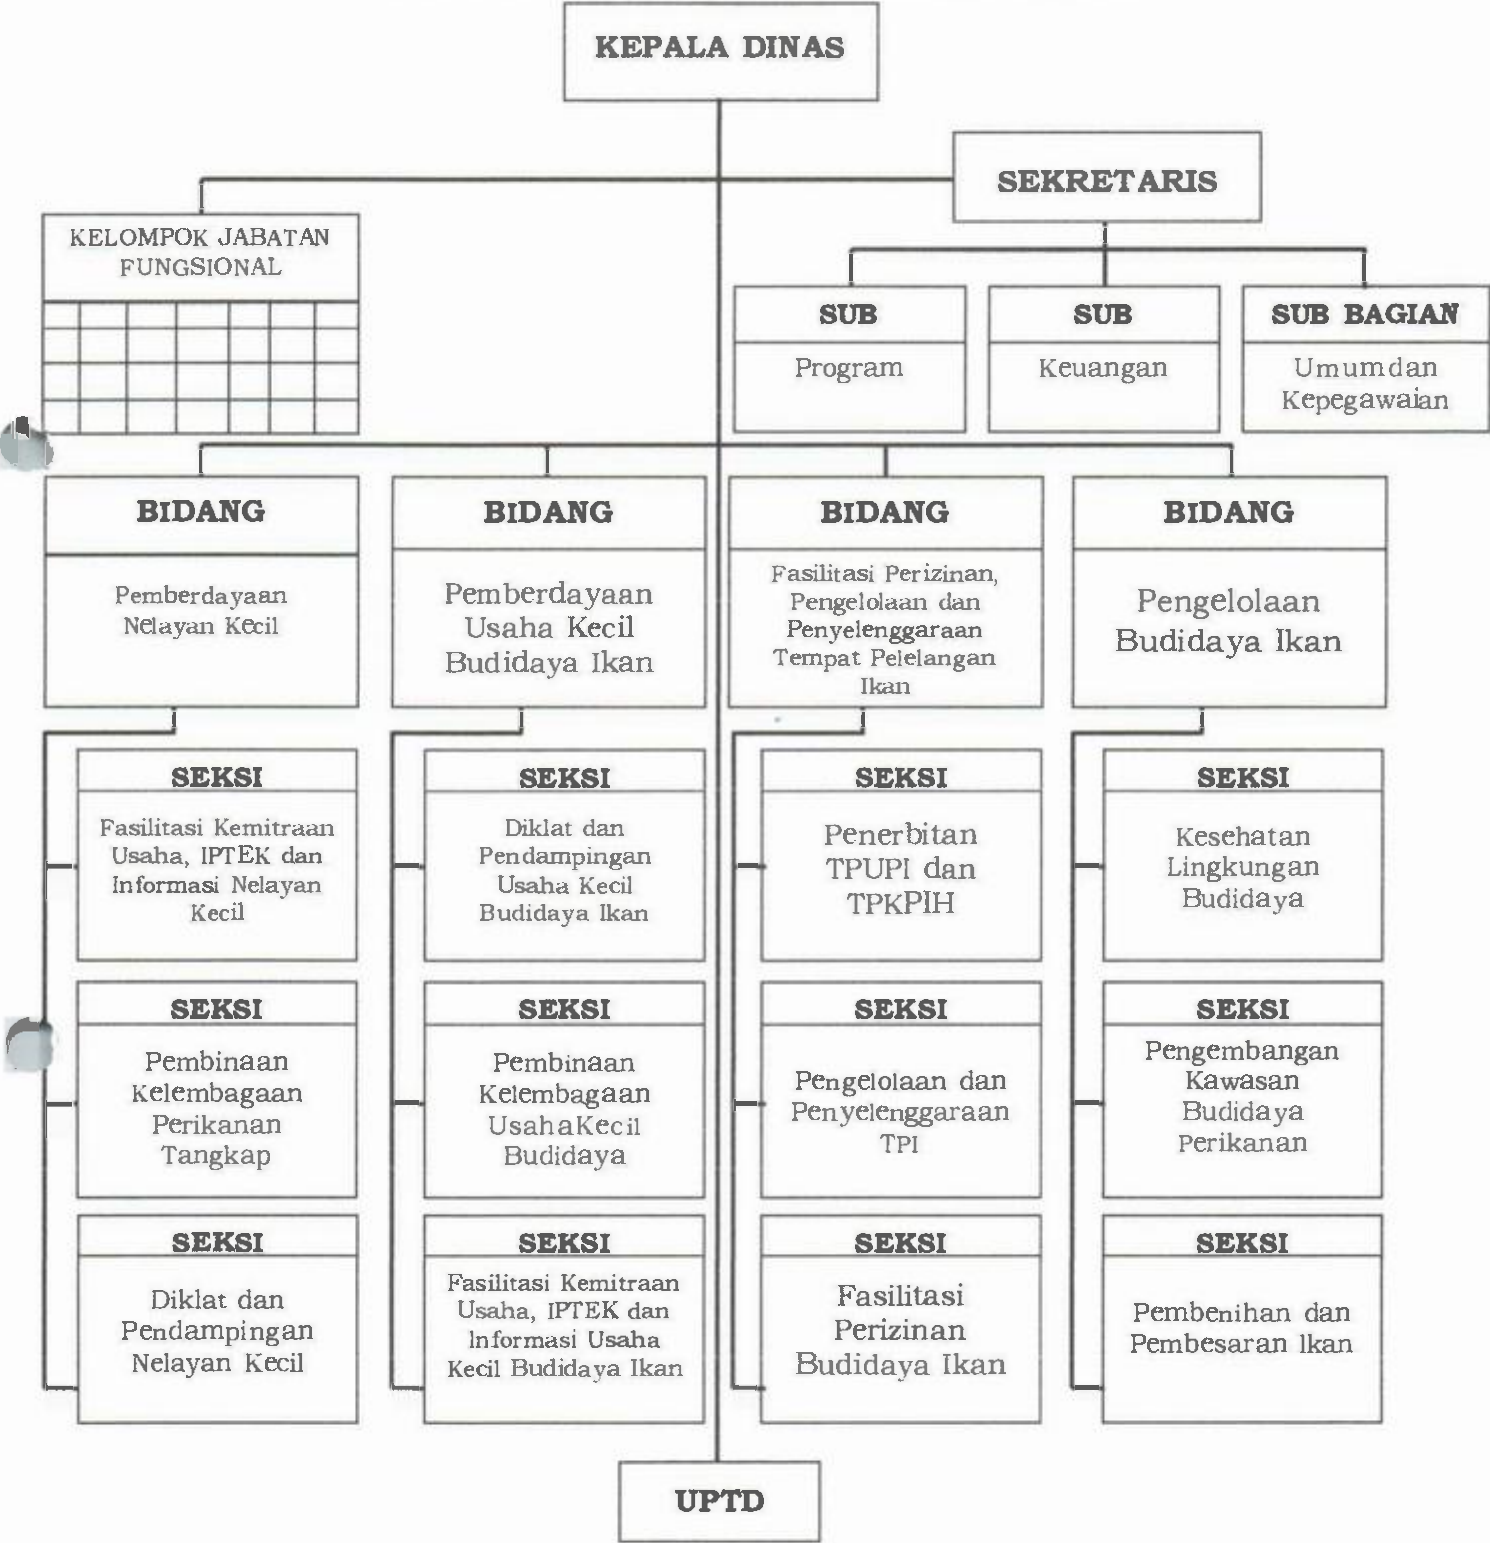 KEPALA DINAS
SEKRETARIS
KELOMPOK JABATAN
FUNGSIONAL
SUB
Program
SUB
Keuangan
SUB BAGIAN
Umumdan
Kepegawaian
BIDANG
Pemberdayaan
Nelayan Kecil
BIDANG
Pemberdayaan
Usaha Kecil
Budidaya Ikan
BIDANG
Fasilitasi Perizinan,
Pengelolaan dan
Penyelenggaraan
Tempat Pelelangan
Ikan
BIDANG
Pengelolaan
Budidaya Ikan
SEKSI
Fasilitasi Kemitraan
Usaha, IPTEK dan
Informasi Nelayan
Kecil
SEKSI
Pembinaan
Kelembagaan
Perikanan
Tangkap
SEKSI
Diklat dan
Pendampingan
Nelayan Kecil
SEKSI
Diklat dan
Pendampingan
Usaha Kecil
Budidaya Ikan
SEKSI
Pembinaan
Kelembagaan
UsahaKecil
Budidaya
SEKSI
Fasilitasi Kemitraan
Usaha, IPTEK dan
Informasi Usaha
Kecil Budidaya Ikan
SEKSI
Penerbitan
TPUPI dan
TPKPIH
SEKSI
Pengelolaan dan
Penyelenggaraan
TPI
SEKSI
Fasilitasi
Perizinan
Budidaya Ikan
SEKSI
Kesehatan
Lingkungan
Budidaya
SEKSI
Pengembangan
Kawasan
Budidaya
Perikanan
SEKSI
Pembenihan dan
Pembesaran Ikan
UPTD